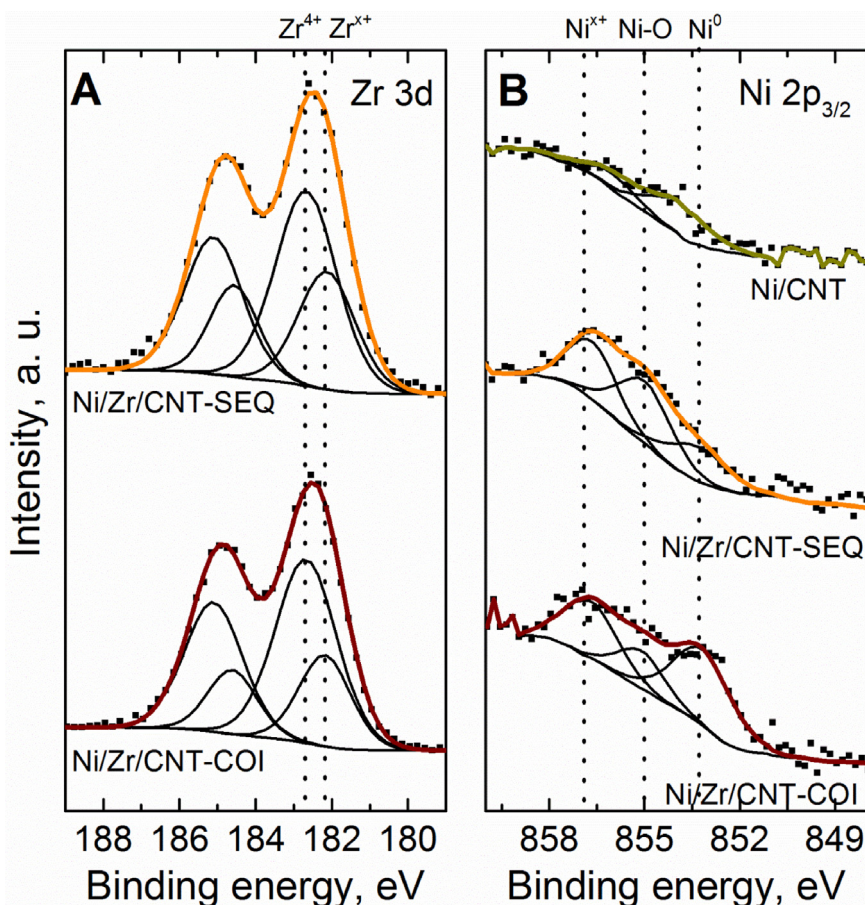 Zr⁴⁺ Zrˣ⁺
Niˣ⁺ Ni-O Ni⁰
A
Zr 3d
B
Ni 2p₃/₂
Ni/CNT
Ni/Zr/CNT-SEQ
Ni/Zr/CNT-SEQ
Ni/Zr/CNT-COI
Ni/Zr/CNT-COI
Intensity, a. u.
188 186 184 182 180
858 855 852 849
Binding energy, eV
Binding energy, eV